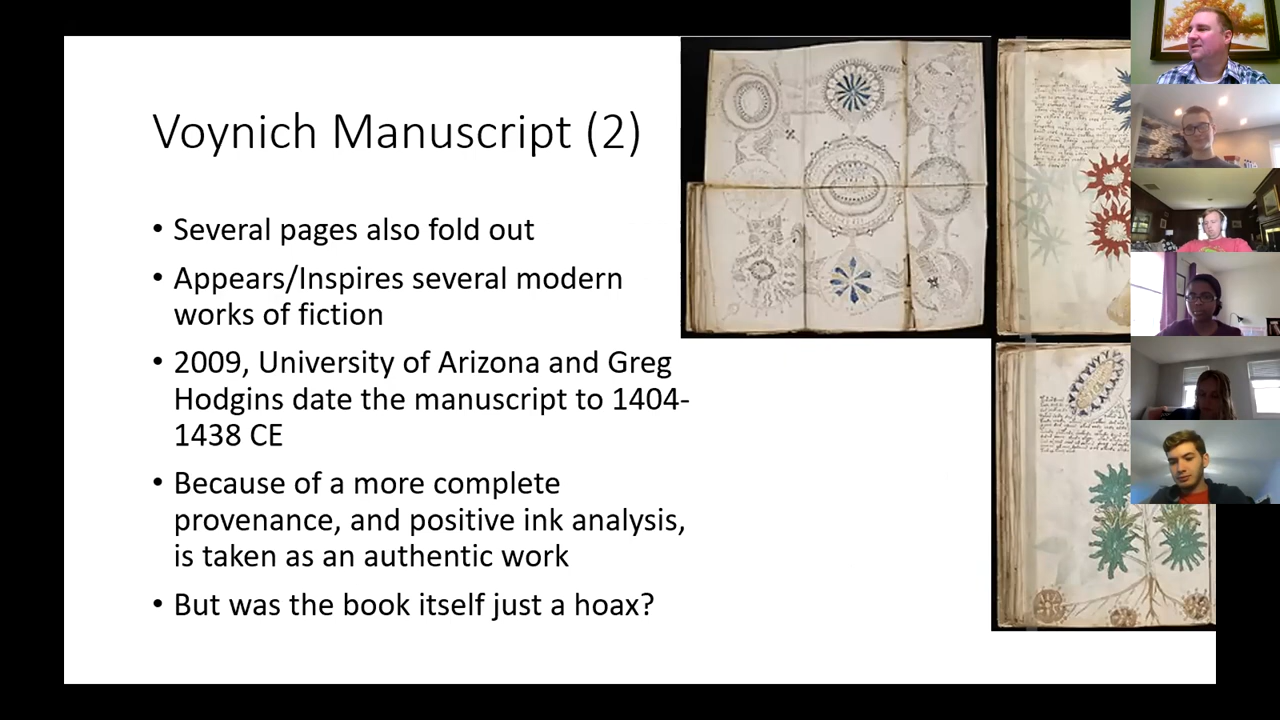 Voynich Manuscript (2)
• Several pages also fold out
• Appears/Inspires several modern
works of fiction
• 2009, University of Arizona and Greg
Hodgins date the manuscript to 1404-
1438 CE
• Because of a more complete
provenance, and positive ink analysis,
is taken as an authentic work
• But was the book itself just a hoax?